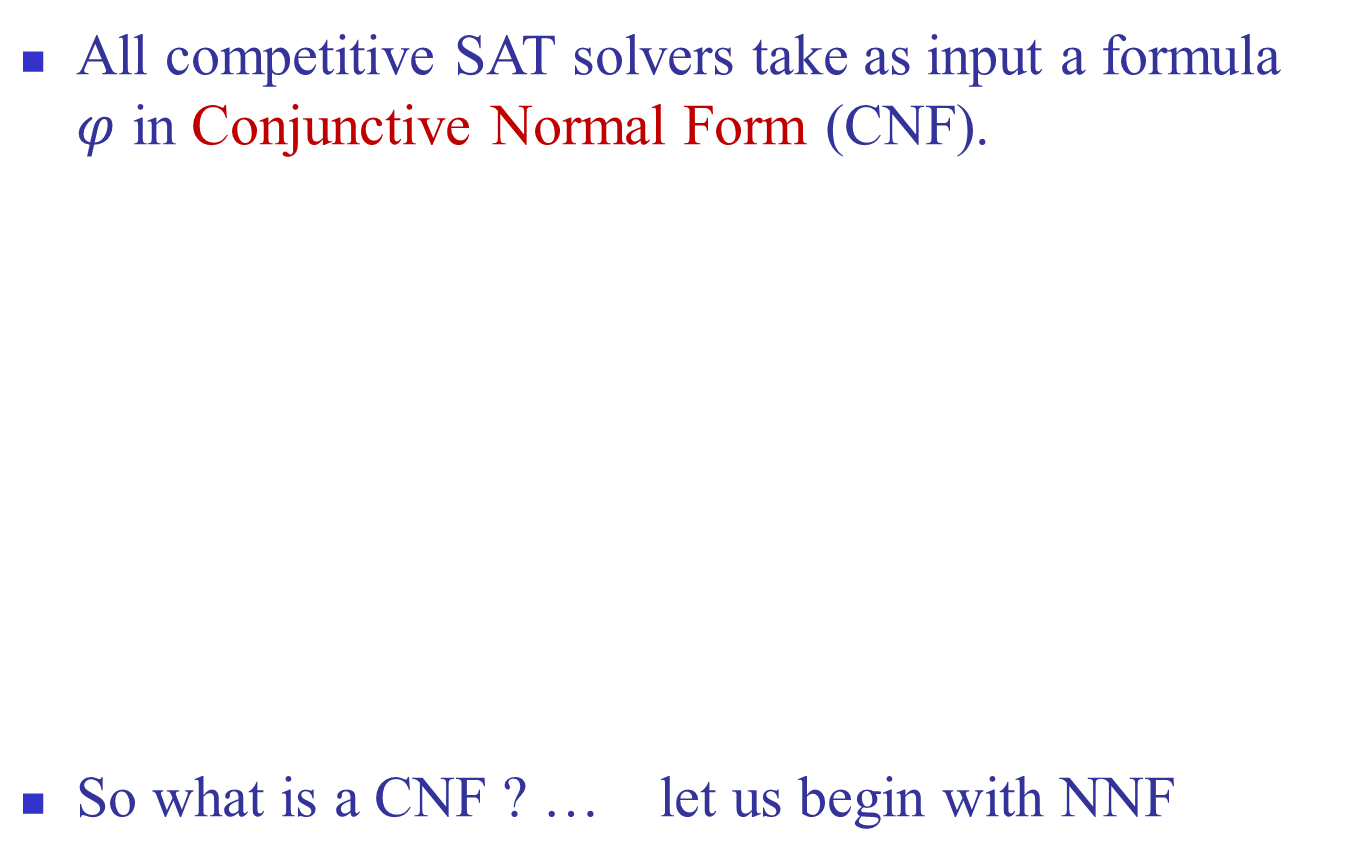 ▪ All competitive SAT solvers take as input a formula
φ in Conjunctive Normal Form (CNF).
▪ So what is a CNF ? … let us begin with NNF